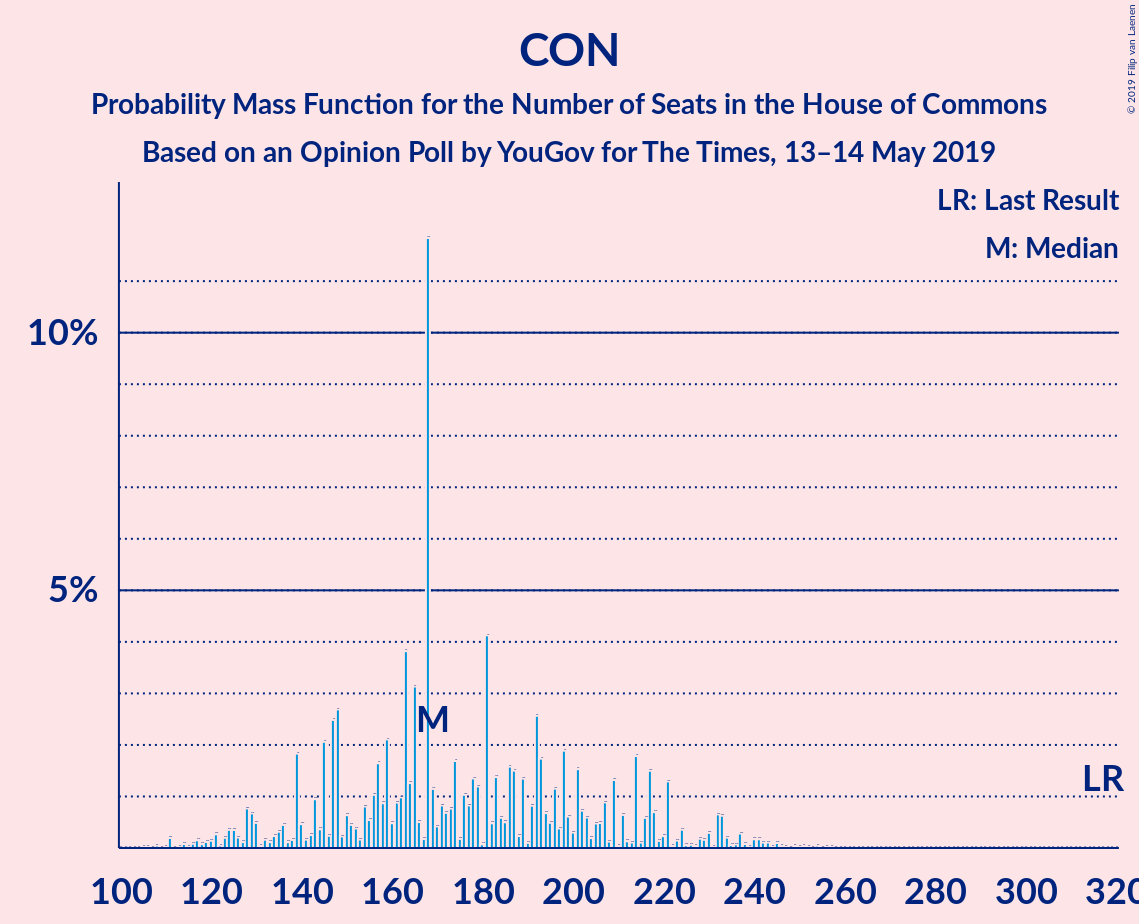 CON
Probability Mass Function for the Number of Seats in the House of Commons
Based on an Opinion Poll by YouGov for The Times, 13–14 May 2019
© 2019 Filip van Laenen
LR: Last Result
M: Median
10%
5%
M
LR
100 120 140 160 180 200 220 240 260 280 300 320